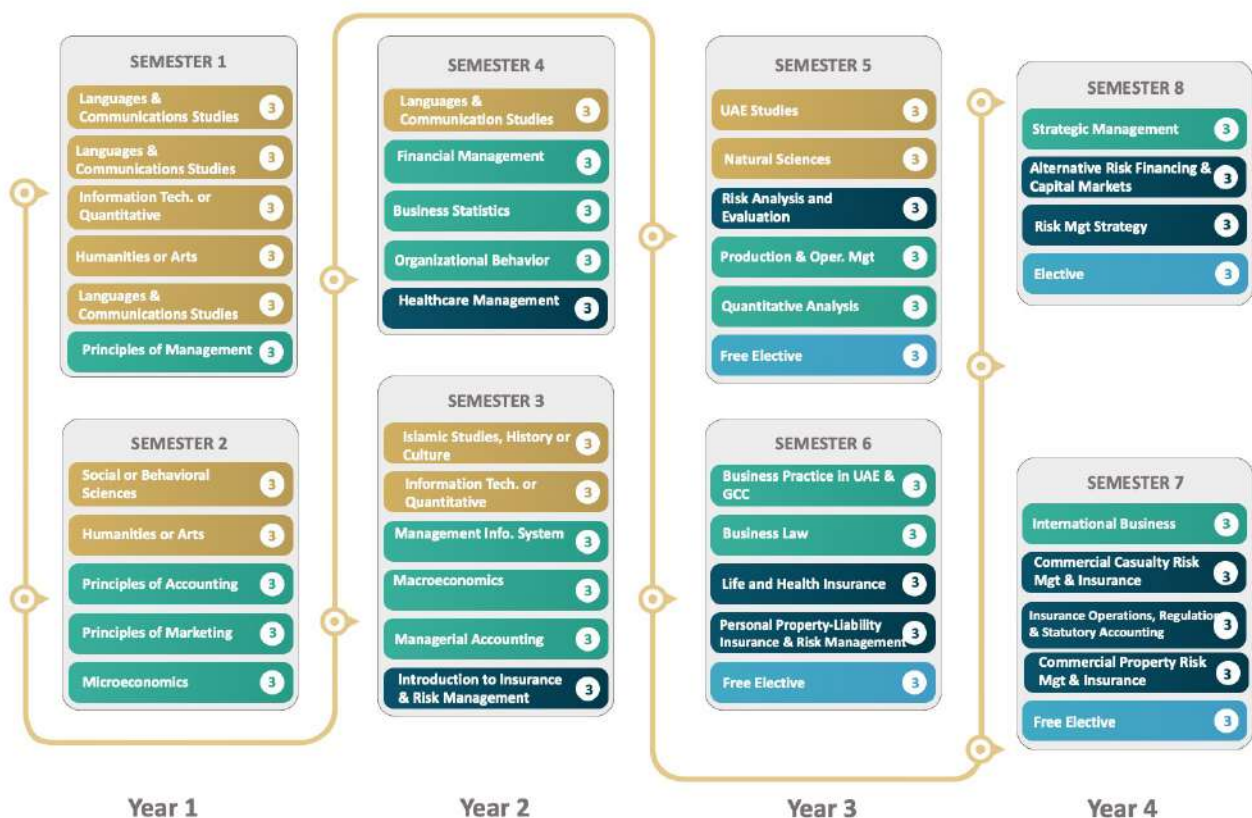 SEMESTER 1
Languages &
Communications Studies
3
Languages &
Communications Studies
3
Information Tech. or
Quantitative
3
Humanities or Arts
3
Languages &
Communications Studies
3
Principles of Management
3
SEMESTER 2
Social or Behavioral
Sciences
3
Humanities or Arts
3
Principles of Accounting
3
Principles of Marketing
3
Microeconomics
3
Year 1
SEMESTER 4
Languages &
Communication Studies
3
Financial Management
3
Business Statistics
3
Organizational Behavior
3
Healthcare Management
3
SEMESTER 3
Islamic Studies, History or
Culture
3
Information Tech. or
Quantitative
3
Management Info. System
3
Macroeconomics
3
Managerial Accounting
3
Introduction to Insurance
& Risk Management
3
Year 2
SEMESTER 5
UAE Studies
3
Natural Sciences
3
Risk Analysis and
Evaluation
3
Production & Oper. Mgt
3
Quantitative Analysis
3
Free Elective
3
SEMESTER 6
Business Practice in UAE &
GCC
3
Business Law
3
Life and Health Insurance
3
Personal Property-Liability
Insurance & Risk Management
3
Free Elective
3
Year 3
SEMESTER 8
Strategic Management
3
Alternative Risk Financing &
Capital Markets
3
Risk Mgt Strategy
3
Elective
3
SEMESTER 7
International Business
3
Commercial Casualty Risk
Mgt & Insurance
3
Insurance Operations, Regulation
& Statutory Accounting
3
Commercial Property Risk
Mgt & Insurance
3
Free Elective
3
Year 4